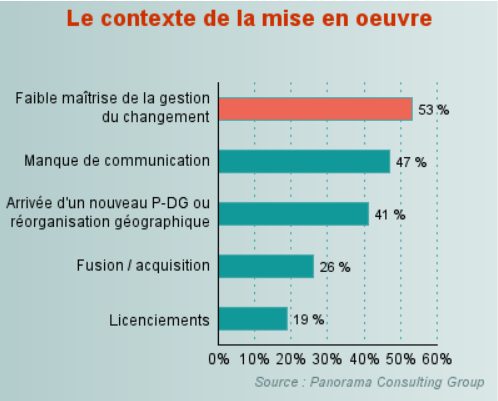 Le contexte de la mise en oeuvre
Faible maîtrise de la gestion
du changement
53 %
Manque de communication
47 %
Arrivée d'un nouveau P-DG ou
réorganisation géographique
41 %
Fusion / acquisition
26 %
Licenciements
19 %
0% 10% 20% 30% 40% 50% 60%
Source : Panorama Consulting Group